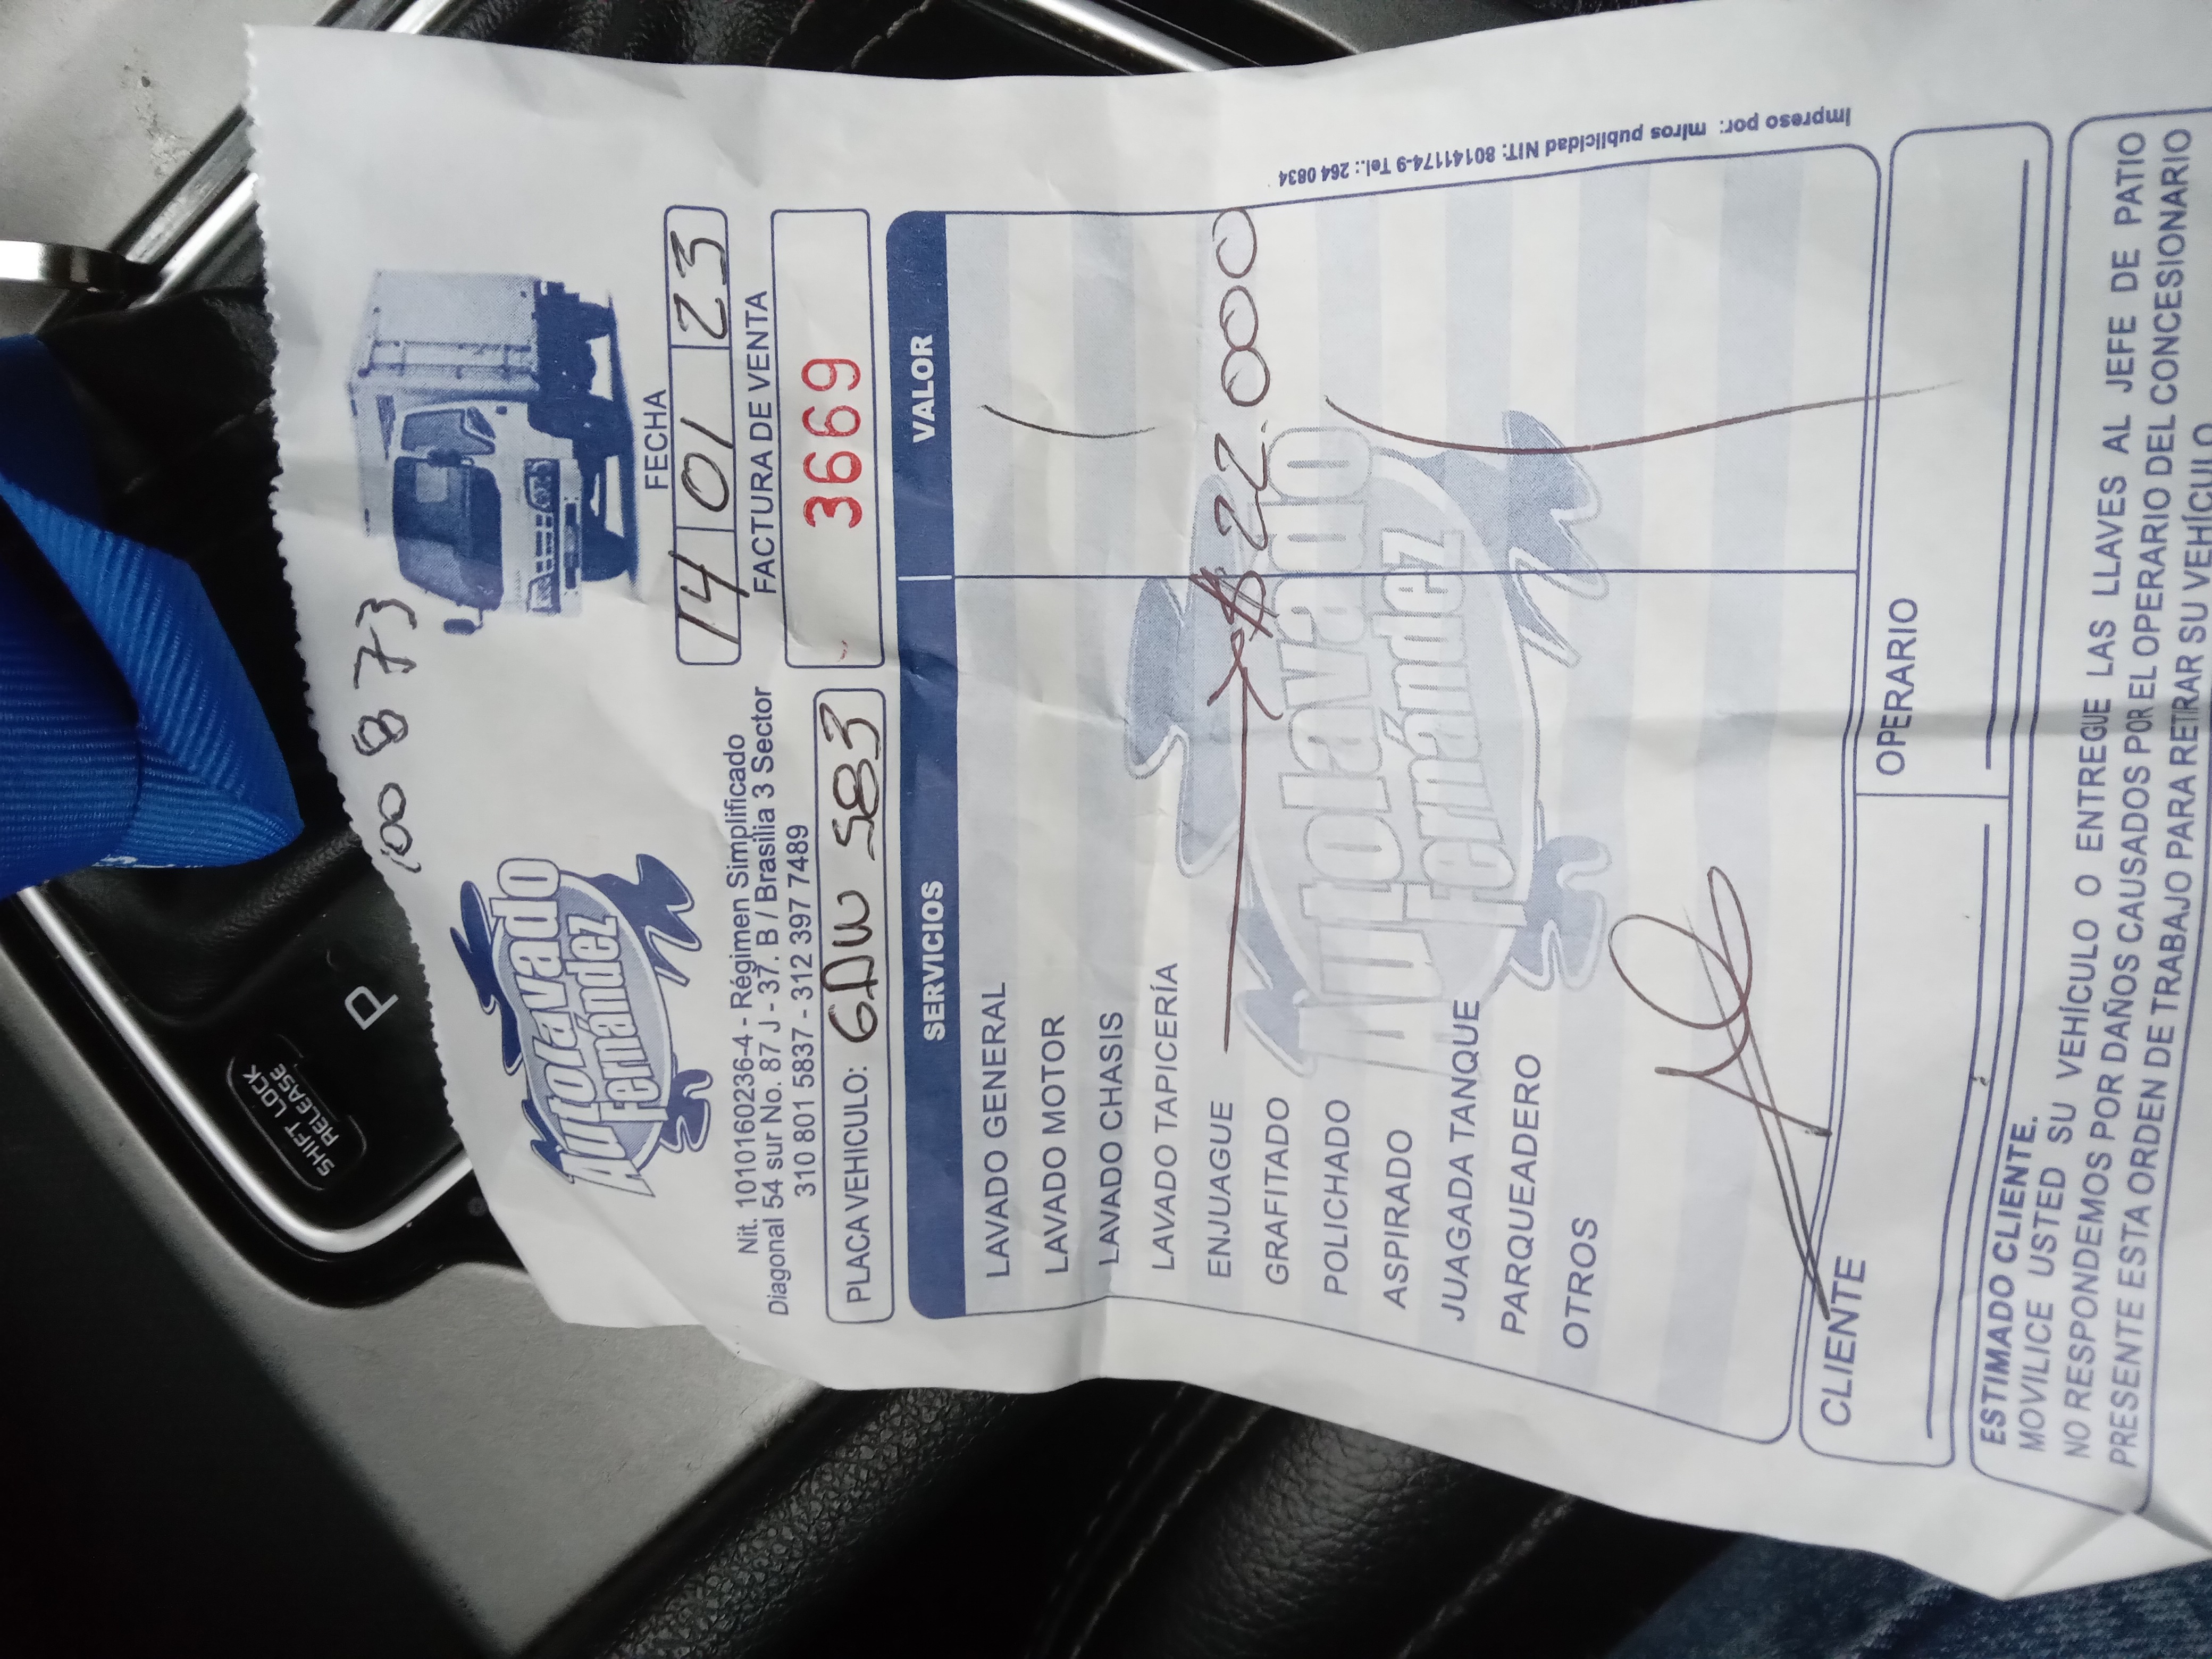 100873
Autolavado
Fernández
Nit. 1010160236-4 - Régimen Simplificado
Diagonal 54 sur No. 87 J - 37. B / Brasilia 3 Sector
310 801 5837 - 312 397 7489
FECHA
14 01 23
FACTURA DE VENTA
3669
PLACA VEHICULO: GDW 583
SERVICIOS VALOR
LAVADO GENERAL
LAVADO MOTOR
LAVADO CHASIS
LAVADO TAPICERÍA
ENJUAGUE $22.000
GRAFITADO
POLICHADO
ASPIRADO
JUAGADA TANQUE
PARQUEADERO
OTROS
Autolavado
Fernández
Impreso por: miros publicidad NIT: 80141174-9 Tel.: 264 0834
CLIENTE OPERARIO
ESTIMADO CLIENTE.
MOVILICE USTED SU VEHÍCULO O ENTREGUE LAS LLAVES AL JEFE DE PATIO
NO RESPONDEMOS POR DAÑOS CAUSADOS POR EL OPERARIO DEL CONCESIONARIO
PRESENTE ESTA ORDEN DE TRABAJO PARA RETIRAR SU VEHÍCULO
SHIFT LOCK
RELEASE
P